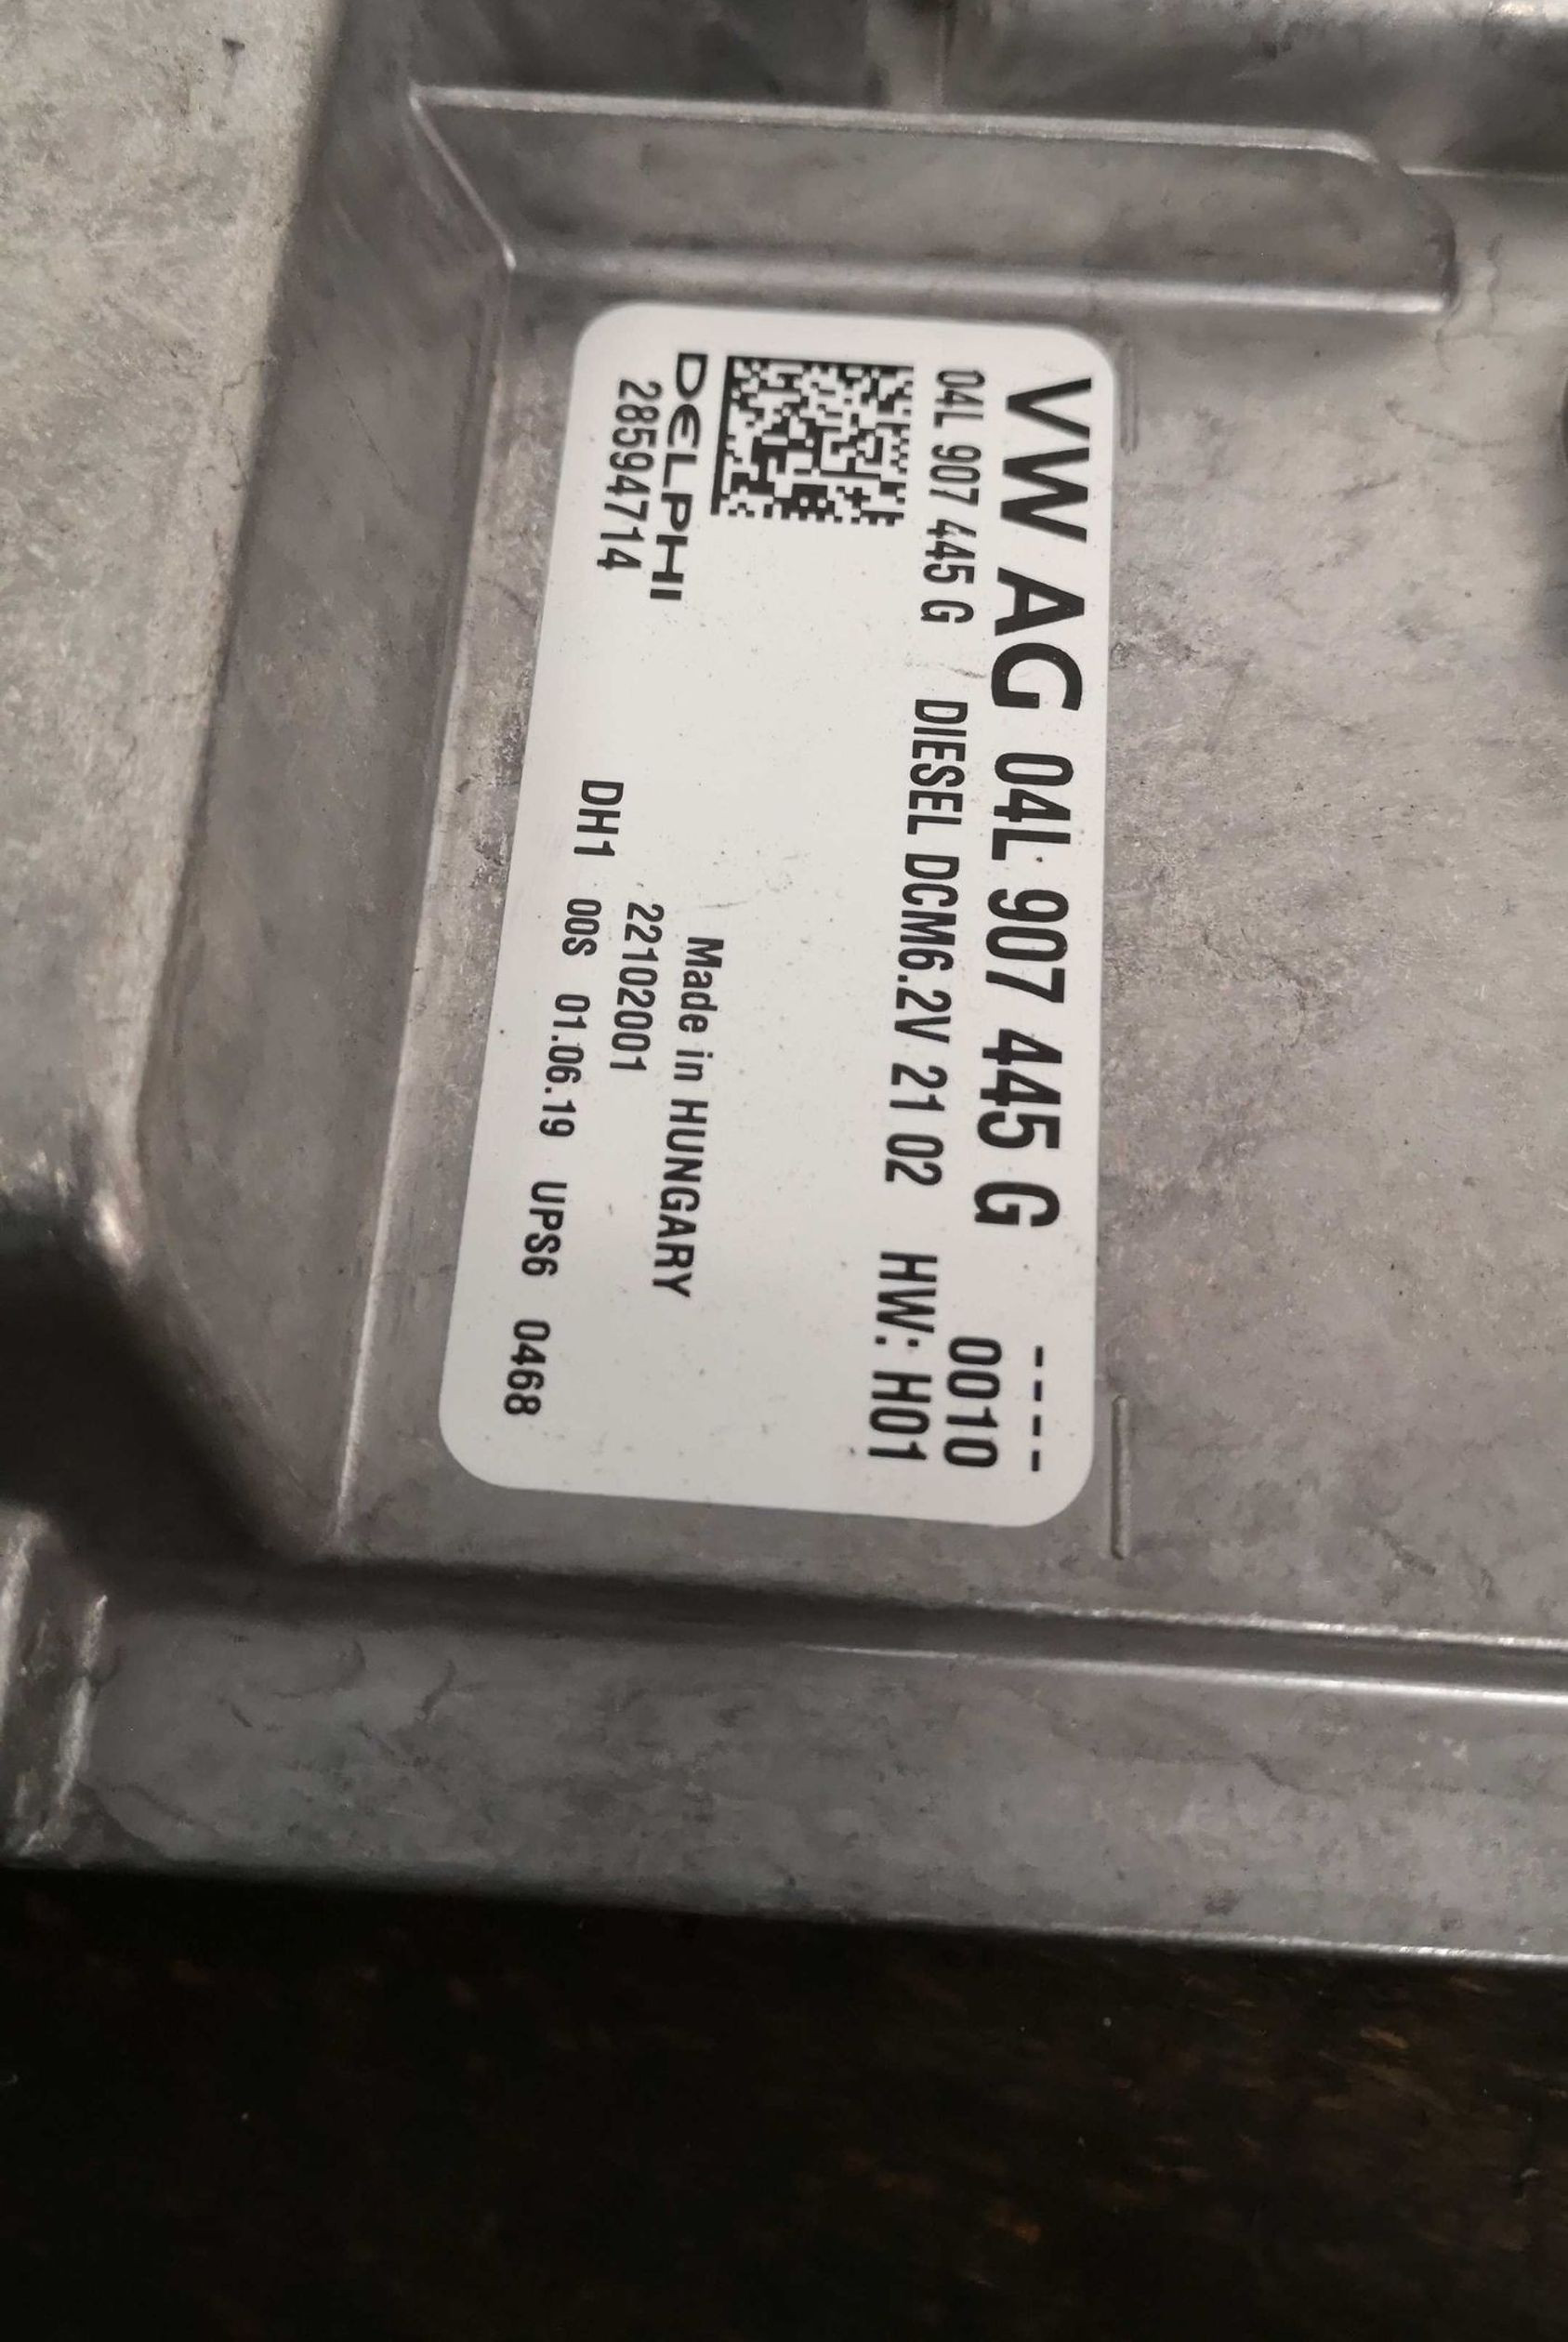 VW AG 04L 907 445 G ----
04L 907 445 G 0010
DIESEL DCM6.2V 21 02 HW: H01
DELPHI Made in HUNGARY
28594714 22102001
DH1 00S 01.06.19 UPS6 0468